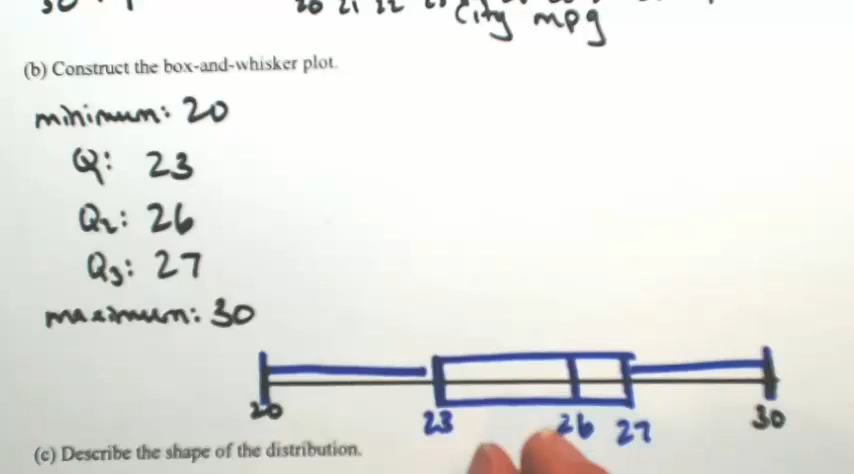 City mpg
(b) Construct the box-and-whisker plot.
minimum: 20
Q: 23
Q2: 26
Q3: 27
maximum: 30
20 23 26 27 30
(c) Describe the shape of the distribution.